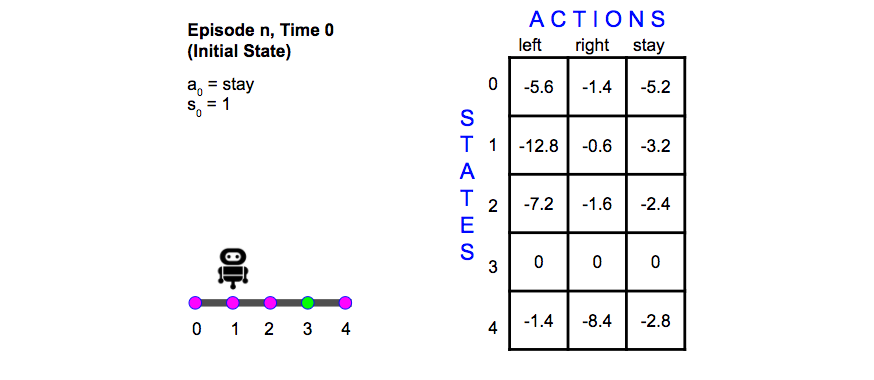 Episode n, Time 0
(Initial State)
a0 = stay
s0 = 1
0 1 2 3 4
ACTIONS
left right stay
STATES
0 -5.6 -1.4 -5.2
1 -12.8 -0.6 -3.2
2 -7.2 -1.6 -2.4
3 0 0 0
4 -1.4 -8.4 -2.8